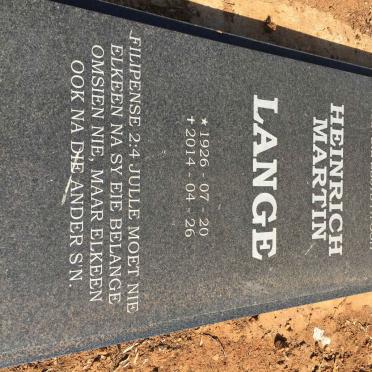 HEINRICH
MARTIN
LANGE
★ 1926 - 07 - 20
✝ 2014 - 04 - 26
FILIPENSE 2:4 JULLE MOET NIE
ELKEEN NA SY EIE BELANGE
OMSIEN NIE, MAAR ELKEEN
OOK NA DIE ANDER S'N.